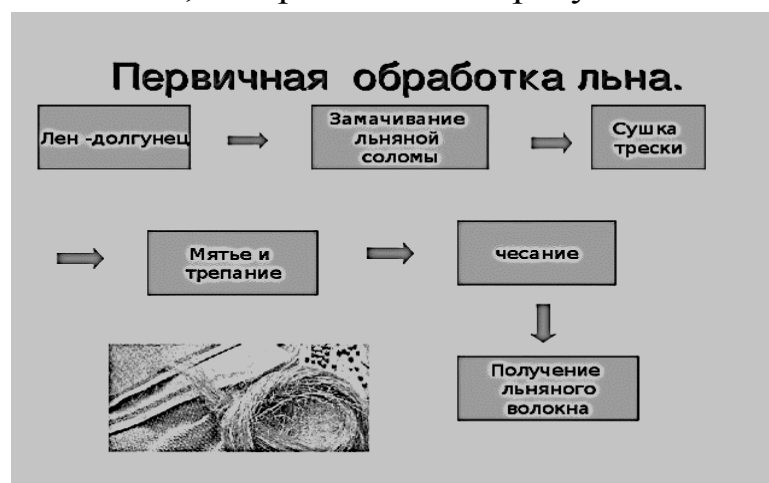 Первичная обработка льна.
Лен -долгунец
Замачивание
льняной
соломы
Сушка
трески
Мятье и
трепание
чесание
Получение
льняного
волокна